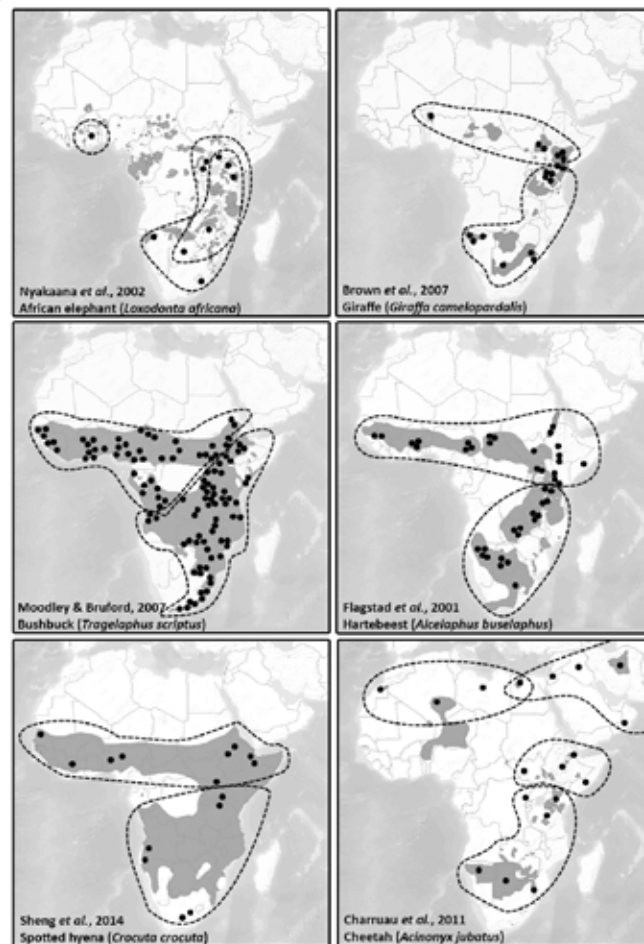 Nyakaana et al., 2002
African elephant (Loxodonta africana)
Brown et al., 2007
Giraffe (Giraffa camelopardalis)
Moodley & Bruford, 2007
Bushbuck (Tragelaphus scriptus)
Flagstad et al., 2001
Hartebeest (Alcelaphus buselaphus)
Sheng et al., 2014
Spotted hyena (Crocuta crocuta)
Charruau et al., 2011
Cheetah (Acinonyx jubatus)